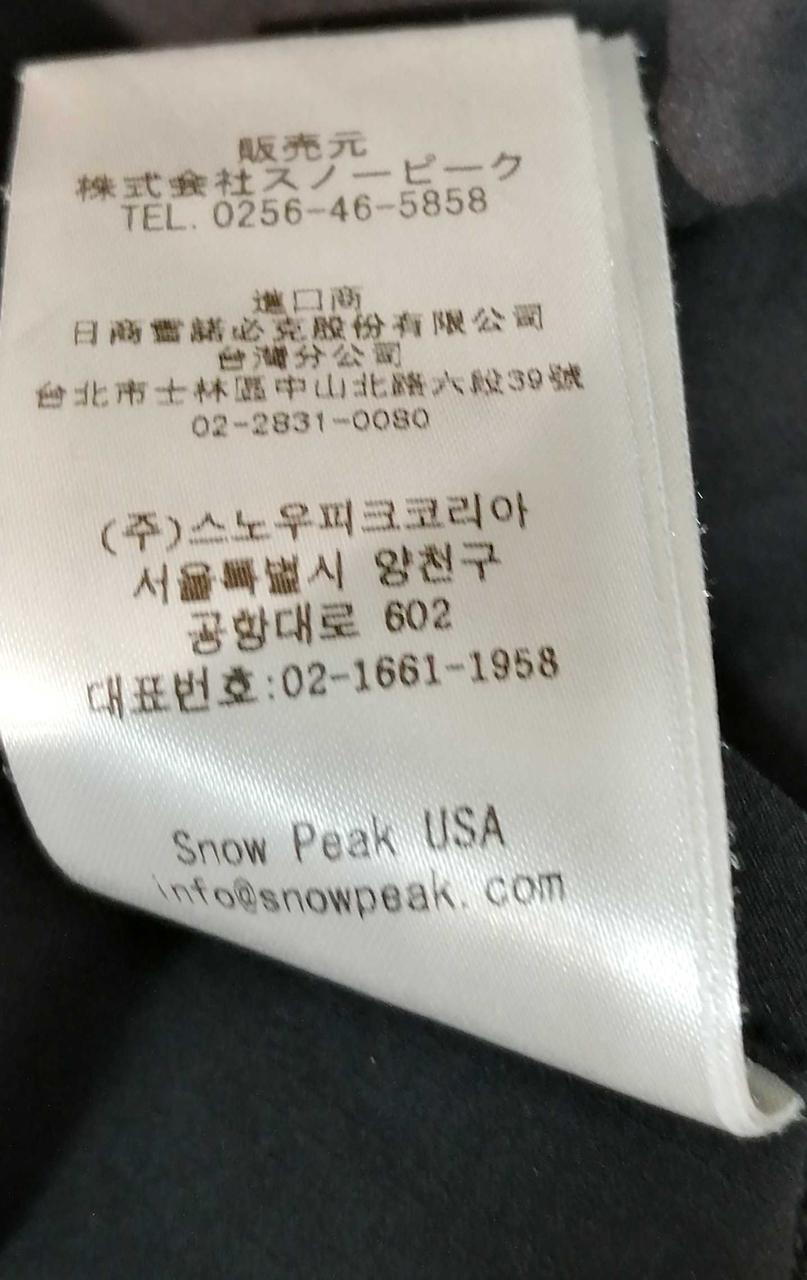 販売元
株式会社スノーピーク
TEL. 0256-46-5858
進口商
日商雪諾必克股份有限公司
台灣分公司
台北市士林區中山北路六段39號
02-2831-0080
(주)스노우피크코리아
서울특별시 양천구
공항대로 602
대표번호:02-1661-1958
Snow Peak USA
info@snowpeak.com